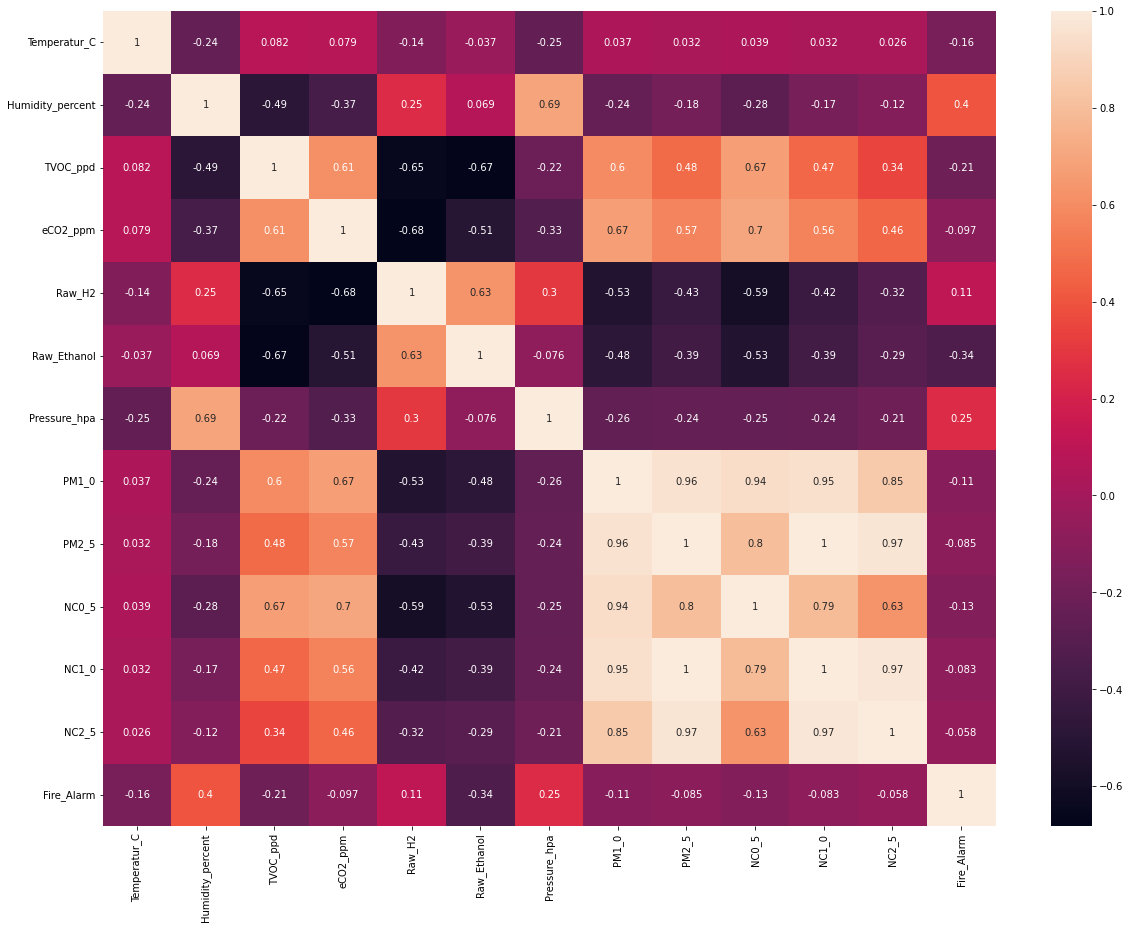 Temperatur_C 1 -0.24 0.082 0.079 -0.14 -0.037 -0.25 0.037 0.032 0.039 0.032 0.026 -0.16
Humidity_percent -0.24 1 -0.49 -0.37 0.25 0.069 0.69 -0.24 -0.18 -0.28 -0.17 -0.12 0.4
TVOC_ppd 0.082 -0.49 1 0.61 -0.65 -0.67 -0.22 0.6 0.48 0.67 0.47 0.34 -0.21
eCO2_ppm 0.079 -0.37 0.61 1 -0.68 -0.51 -0.33 0.67 0.57 0.7 0.56 0.46 -0.097
Raw_H2 -0.14 0.25 -0.65 -0.68 1 0.63 0.3 -0.53 -0.43 -0.59 -0.42 -0.32 0.11
Raw_Ethanol -0.037 0.069 -0.67 -0.51 0.63 1 -0.076 -0.48 -0.39 -0.53 -0.39 -0.29 -0.34
Pressure_hpa -0.25 0.69 -0.22 -0.33 0.3 -0.076 1 -0.26 -0.24 -0.25 -0.24 -0.21 0.25
PM1_0 0.037 -0.24 0.6 0.67 -0.53 -0.48 -0.26 1 0.96 0.94 0.95 0.85 -0.11
PM2_5 0.032 -0.18 0.48 0.57 -0.43 -0.39 -0.24 0.96 1 0.8 1 0.97 -0.085
NC0_5 0.039 -0.28 0.67 0.7 -0.59 -0.53 -0.25 0.94 0.8 1 0.79 0.63 -0.13
NC1_0 0.032 -0.17 0.47 0.56 -0.42 -0.39 -0.24 0.95 1 0.79 1 0.97 -0.083
NC2_5 0.026 -0.12 0.34 0.46 -0.32 -0.29 -0.21 0.85 0.97 0.63 0.97 1 -0.058
Fire_Alarm -0.16 0.4 -0.21 -0.097 0.11 -0.34 0.25 -0.11 -0.085 -0.13 -0.083 -0.058 1
Temperatur_C
Humidity_percent
TVOC_ppd
eCO2_ppm
Raw_H2
Raw_Ethanol
Pressure_hpa
PM1_0
PM2_5
NC0_5
NC1_0
NC2_5
Fire_Alarm
1.0
0.8
0.6
0.4
0.2
0.0
−0.2
−0.4
−0.6